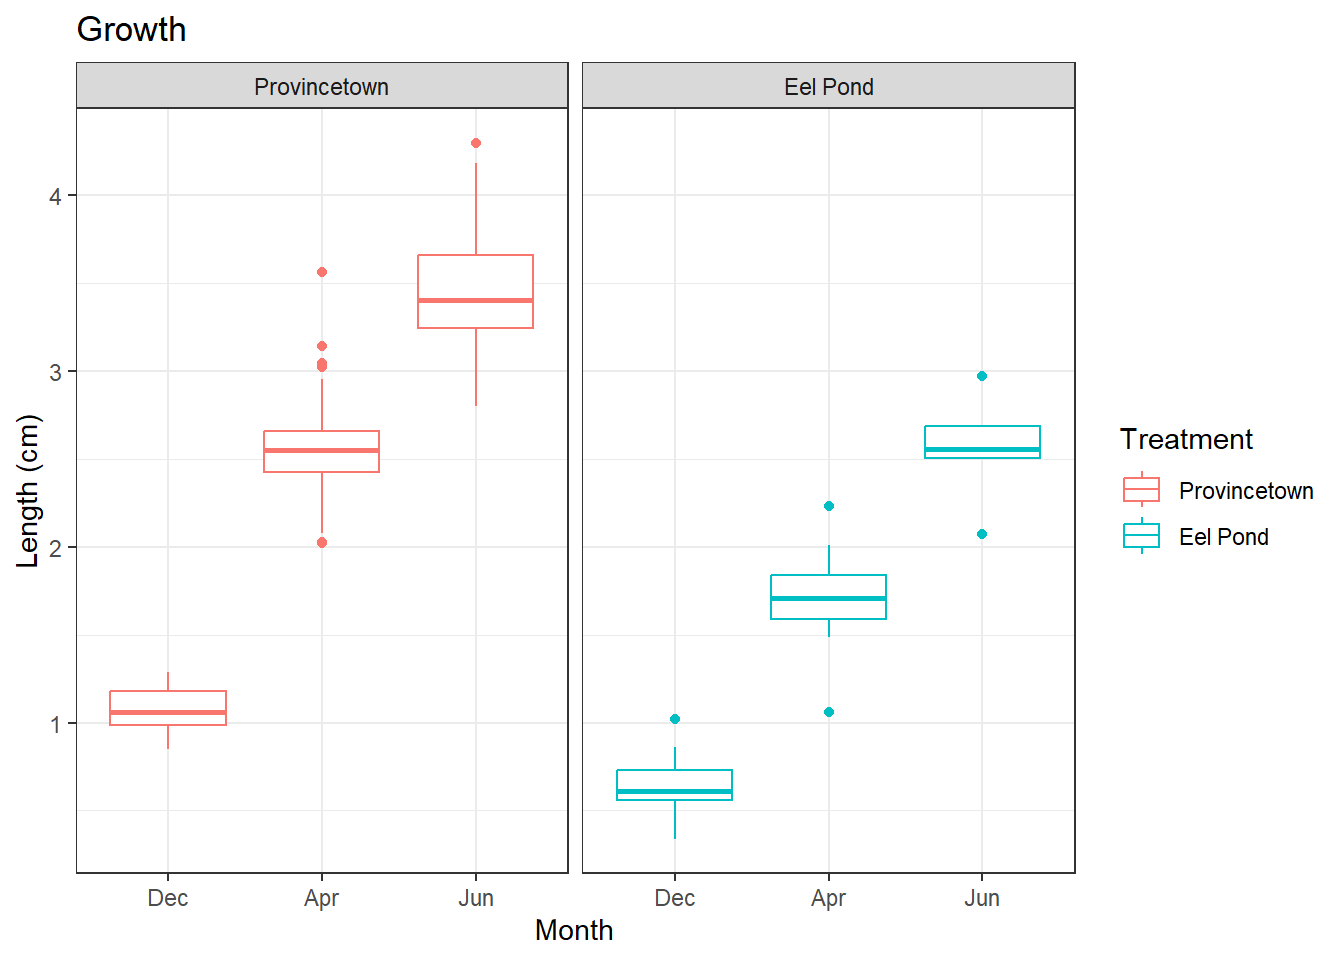 Growth
Provincetown
Eel Pond
Length (cm)
4
3
2
1
Dec
Apr
Jun
Dec
Apr
Jun
Month
Treatment
Provincetown
Eel Pond